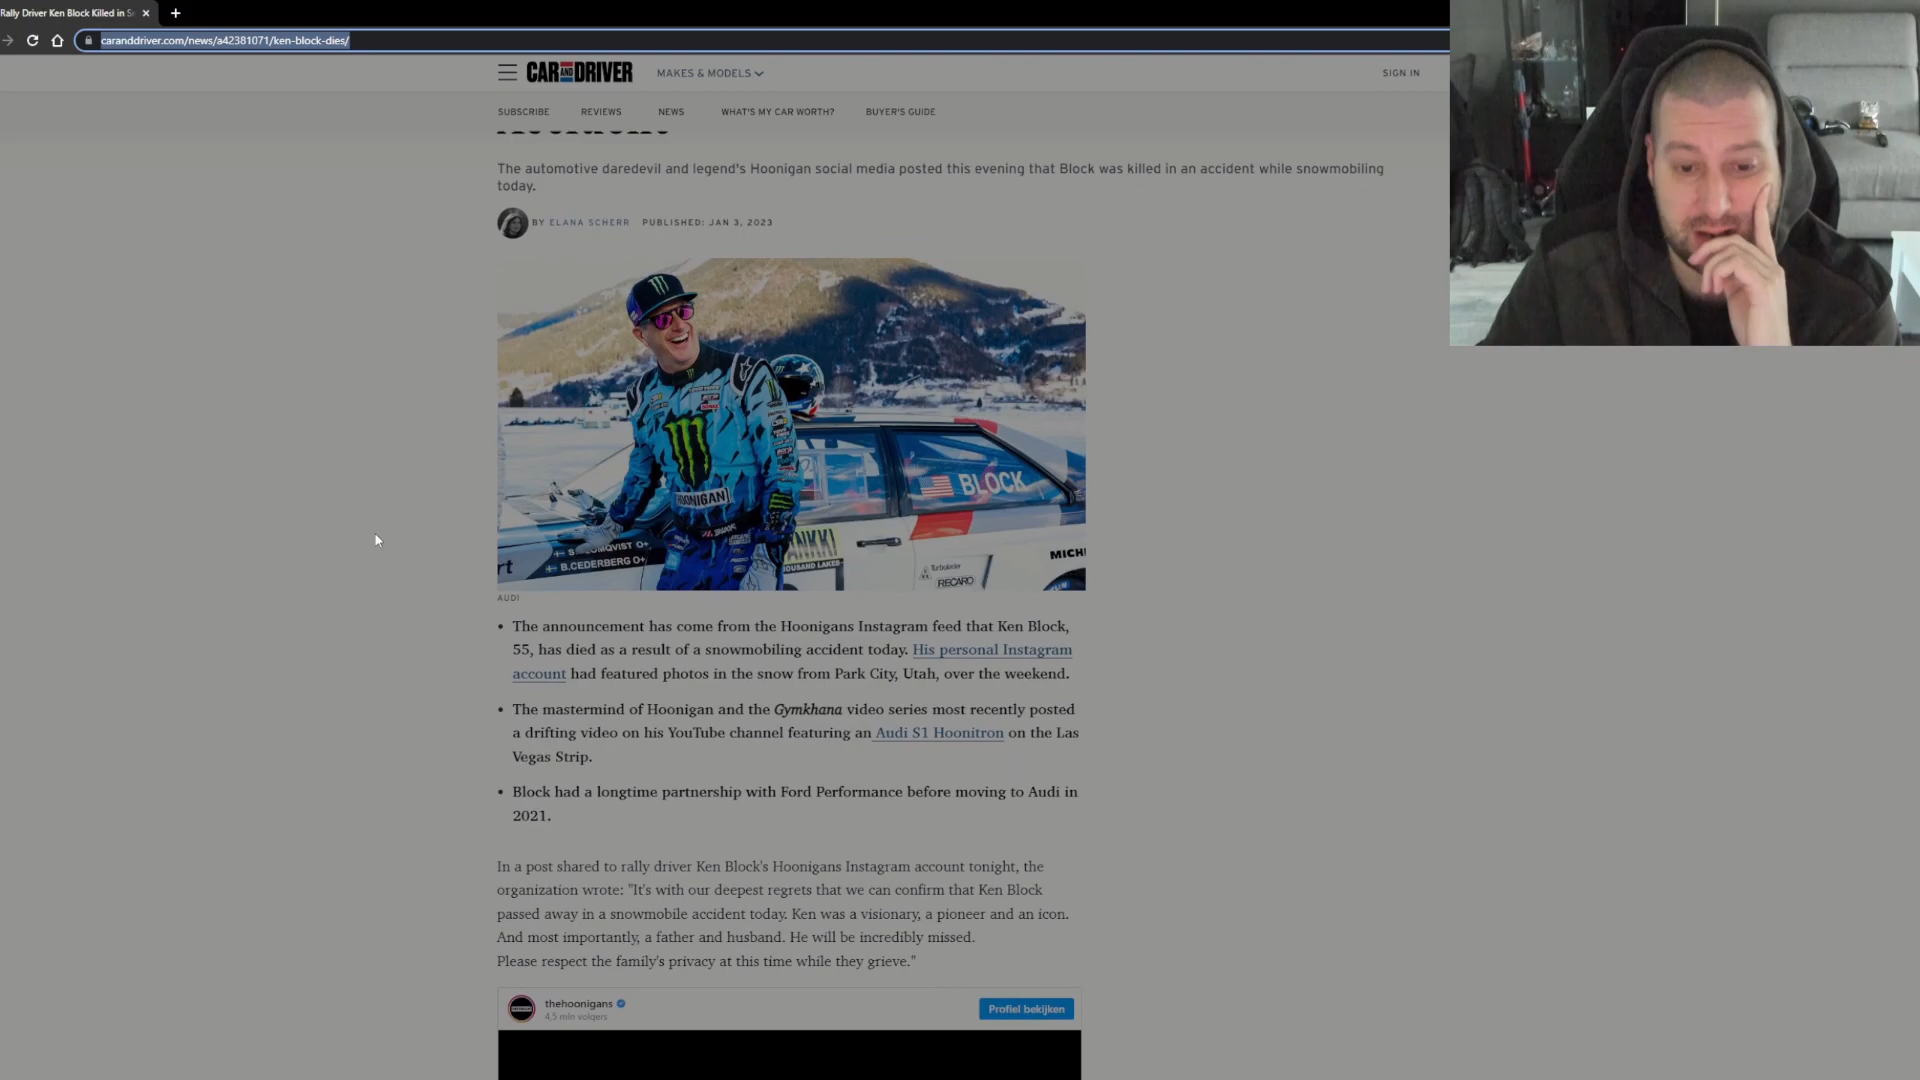 Rally Driver Ken Block Killed in
caranddriver.com/news/a42381071/ken-block-dies/
CAR AND DRIVER
MAKES & MODELS
SIGN IN
SUBSCRIBE
REVIEWS
NEWS
WHAT'S MY CAR WORTH?
BUYER'S GUIDE
The automotive daredevil and legend's Hoonigan social media posted this evening that Block was killed in an accident while snowmobiling
today.
BY ELANA SCHERR PUBLISHED: JAN 3, 2023
BLOCK
HOONIGAN
B.CEDERBERG O+
Turbolader
RECARO
AUDI
• The announcement has come from the Hoonigans Instagram feed that Ken Block,
55, has died as a result of a snowmobiling accident today. His personal Instagram
account had featured photos in the snow from Park City, Utah, over the weekend.
• The mastermind of Hoonigan and the Gymkhana video series most recently posted
a drifting video on his YouTube channel featuring an Audi S1 Hoonitron on the Las
Vegas Strip.
• Block had a longtime partnership with Ford Performance before moving to Audi in
2021.
In a post shared to rally driver Ken Block's Hoonigans Instagram account tonight, the
organization wrote: "It's with our deepest regrets that we can confirm that Ken Block
passed away in a snowmobile accident today. Ken was a visionary, a pioneer and an icon.
And most importantly, a father and husband. He will be incredibly missed.
Please respect the family's privacy at this time while they grieve."
thehoonigans
4,5 mln volgers
Profiel bekijken